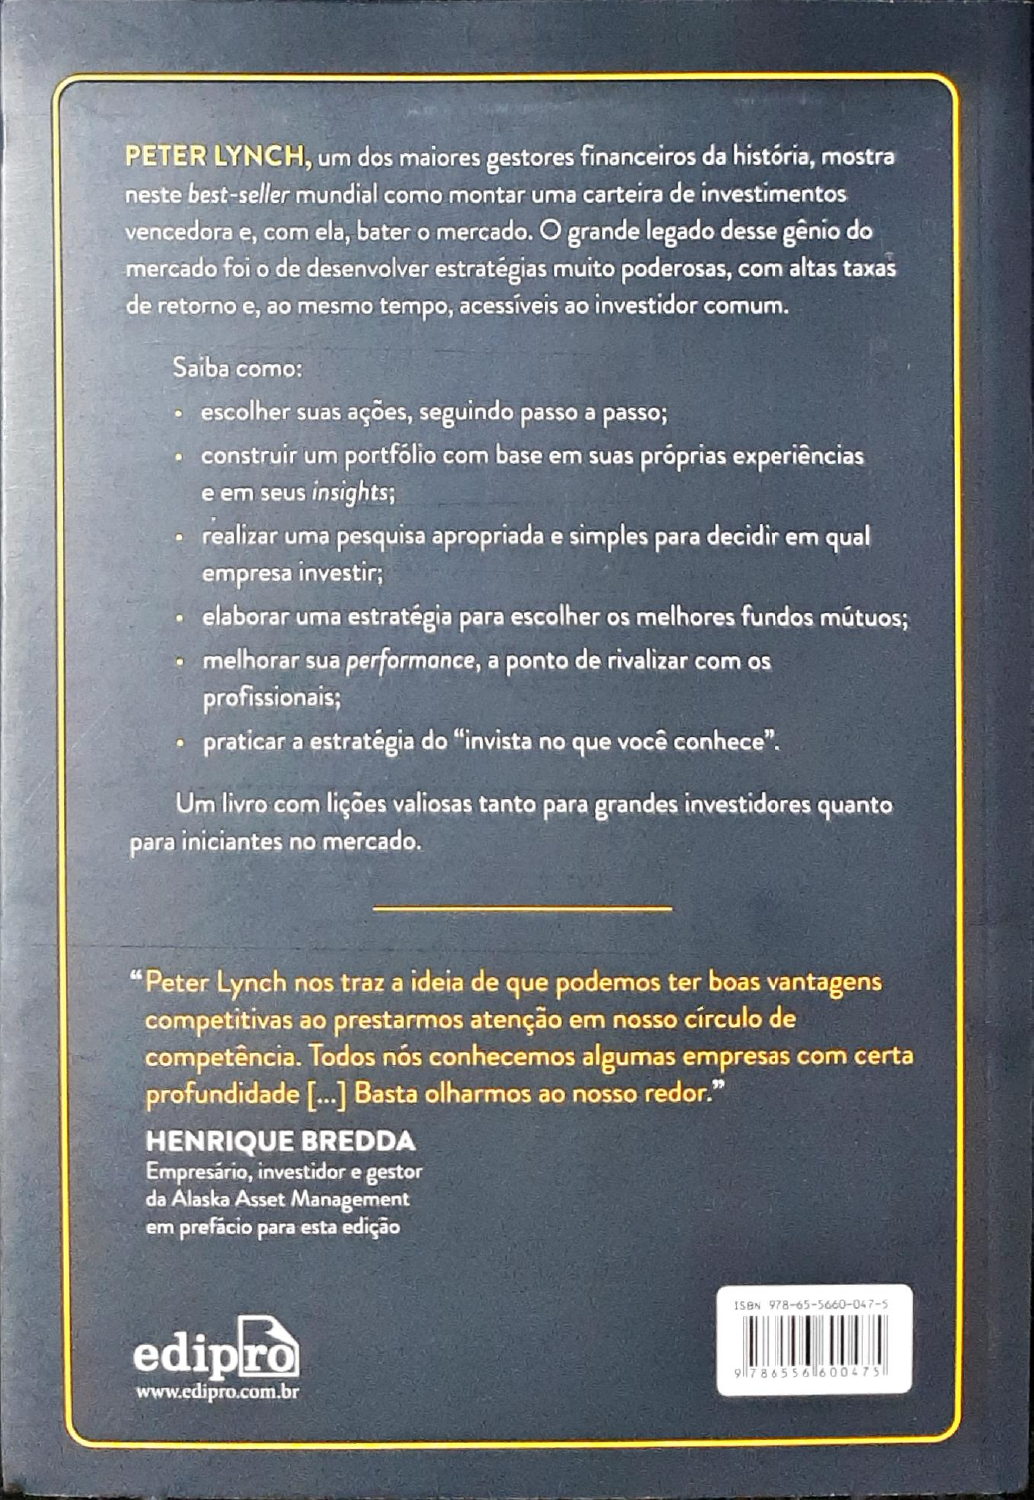 PETER LYNCH, um dos maiores gestores financeiros da história, mostra
neste best-seller mundial como montar uma carteira de investimentos
vencedora e, com ela, bater o mercado. O grande legado desse gênio do
mercado foi o de desenvolver estratégias muito poderosas, com altas taxas
de retorno e, ao mesmo tempo, acessíveis ao investidor comum.
Saiba como:
• escolher suas ações, seguindo passo a passo;
• construir um portfólio com base em suas próprias experiências
e em seus insights;
• realizar uma pesquisa apropriada e simples para decidir em qual
empresa investir;
• elaborar uma estratégia para escolher os melhores fundos mútuos;
• melhorar sua performance, a ponto de rivalizar com os
profissionais;
• praticar a estratégia do “invista no que você conhece”.
Um livro com lições valiosas tanto para grandes investidores quanto
para iniciantes no mercado.
“Peter Lynch nos traz a ideia de que podemos ter boas vantagens
competitivas ao prestarmos atenção em nosso círculo de
competência. Todos nós conhecemos algumas empresas com certa
profundidade [...] Basta olharmos ao nosso redor.”
HENRIQUE BREDDA
Empresário, investidor e gestor
da Alaska Asset Management
em prefácio para esta edição
edipro
www.edipro.com.br
ISBN 978-65-5660-047-5
9 786556 600475